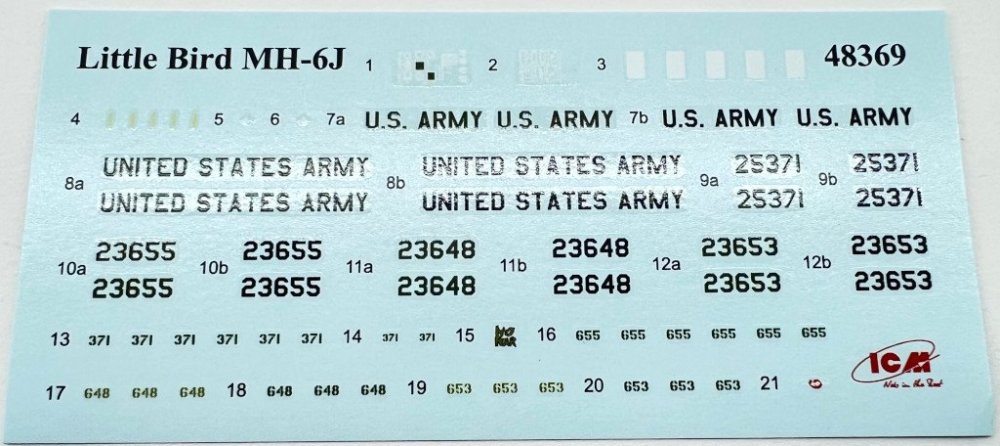 Little Bird MH-6J 1 2 3 48369
4 5 6 7a U.S. ARMY U.S. ARMY 7b U.S. ARMY U.S. ARMY
8a UNITED STATES ARMY 8b UNITED STATES ARMY 9a 25371 9b 25371
UNITED STATES ARMY UNITED STATES ARMY 25371 25371
10a 23655 10b 23655 11a 23648 11b 23648 12a 23653 12b 23653
23655 23655 23648 23648 23653 23653
13 371 371 371 371 371 371 14 371 371 15 NO WAR 16 655 655 655 655 655 655
17 648 648 648 18 648 648 648 19 653 653 653 20 653 653 653 21
ICM